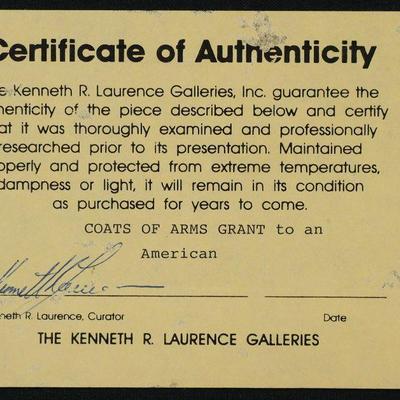 Certificate of Authenticity
Kenneth R. Laurence Galleries, Inc. guarantee the
henticity of the piece described below and certify
at it was thoroughly examined and professionally
researched prior to its presentation. Maintained
operly and protected from extreme temperatures,
dampness or light, it will remain in its condition
as purchased for years to come.
COATS OF ARMS GRANT to an
American
neth R. Laurence, Curator
Date
THE KENNETH R. LAURENCE GALLERIES